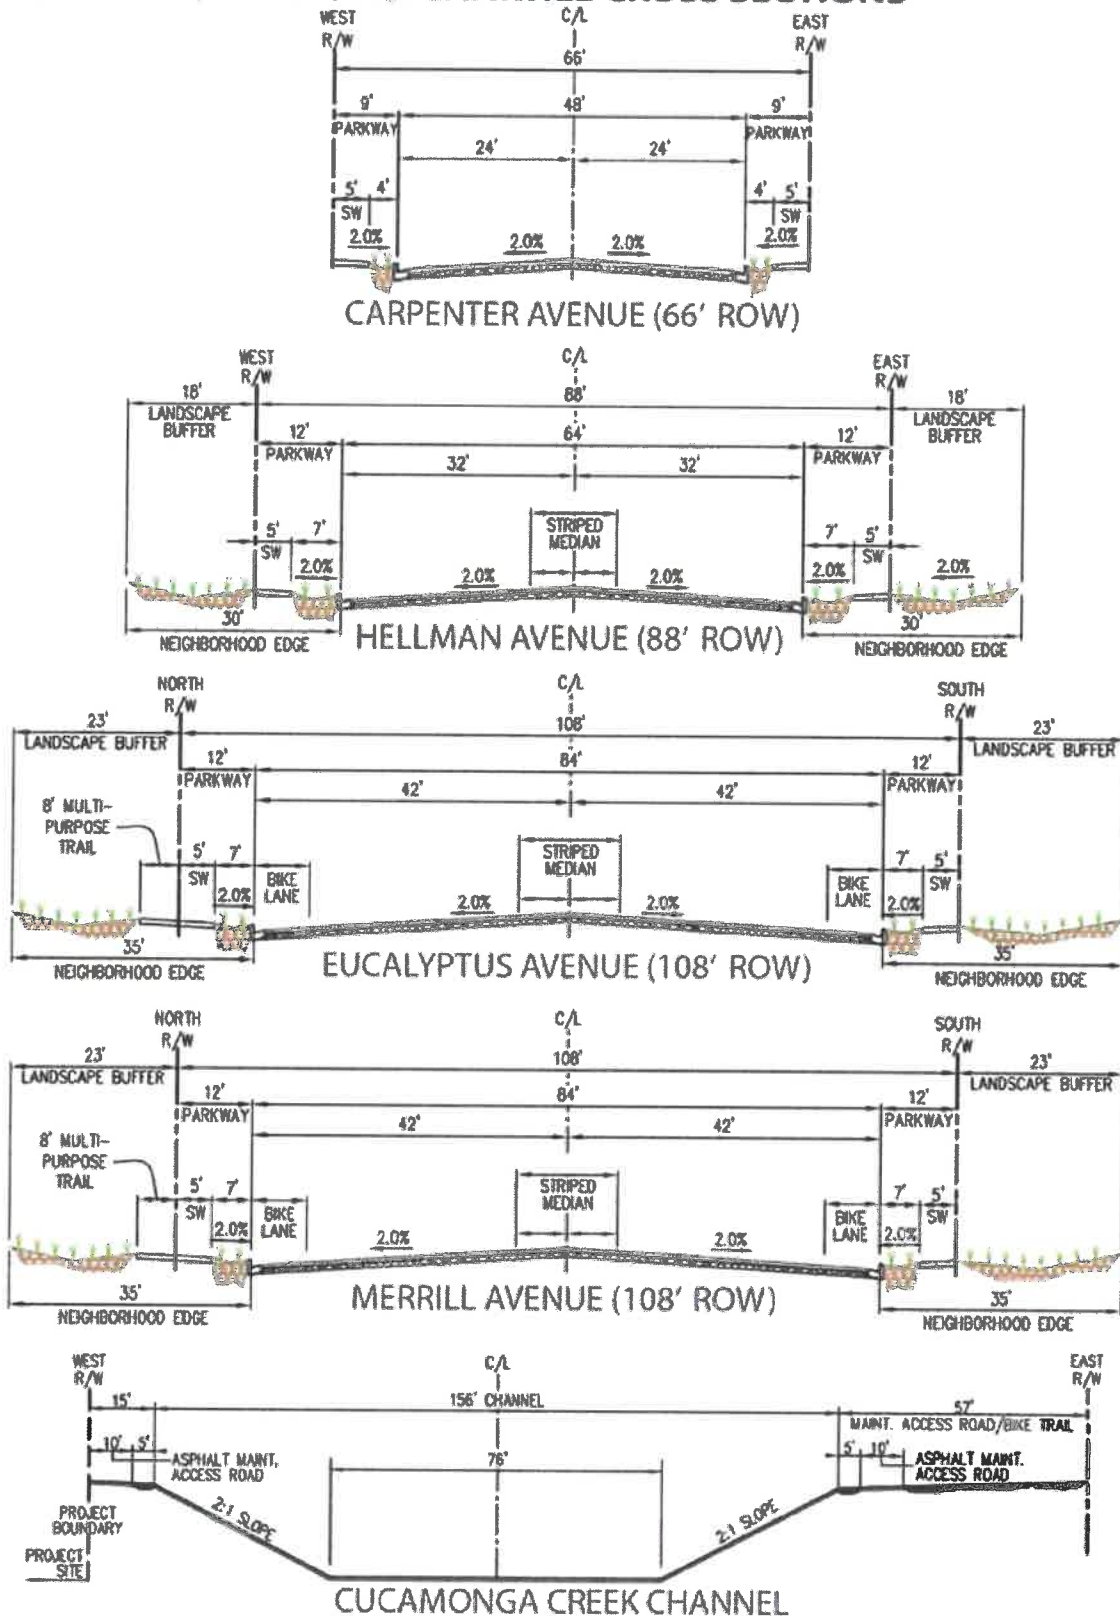 WEST
R/W
C/L
EAST
R/W
66'
9'
PARKWAY
48'
9'
PARKWAY
24'
24'
5'
SW
4'
4'
5'
SW
2.0%
2.0%
2.0%
2.0%
CARPENTER AVENUE (66' ROW)
WEST
R/W
C/L
EAST
R/W
18'
LANDSCAPE
BUFFER
88'
18'
LANDSCAPE
BUFFER
12'
PARKWAY
64'
12'
PARKWAY
32'
32'
STRIPED
MEDIAN
5'
SW
7'
7'
5'
SW
2.0%
2.0%
2.0%
2.0%
2.0%
30'
NEIGHBORHOOD EDGE
HELLMAN AVENUE (88' ROW)
30'
NEIGHBORHOOD EDGE
NORTH
R/W
C/L
SOUTH
R/W
23'
LANDSCAPE BUFFER
108'
23'
LANDSCAPE BUFFER
12'
PARKWAY
84'
12'
PARKWAY
42'
42'
8' MULTI-
PURPOSE
TRAIL
5'
SW
7'
2.0%
BIKE
LANE
STRIPED
MEDIAN
BIKE
LANE
7'
2.0%
5'
SW
2.0%
2.0%
35'
NEIGHBORHOOD EDGE
EUCALYPTUS AVENUE (108' ROW)
35'
NEIGHBORHOOD EDGE
NORTH
R/W
C/L
SOUTH
R/W
23'
LANDSCAPE BUFFER
108'
23'
LANDSCAPE BUFFER
12'
PARKWAY
84'
12'
PARKWAY
42'
42'
8' MULTI-
PURPOSE
TRAIL
5'
SW
7'
2.0%
BIKE
LANE
STRIPED
MEDIAN
BIKE
LANE
7'
2.0%
5'
SW
2.0%
2.0%
35'
NEIGHBORHOOD EDGE
MERRILL AVENUE (108' ROW)
35'
NEIGHBORHOOD EDGE
WEST
R/W
C/L
EAST
R/W
15'
156' CHANNEL
57'
MAINT. ACCESS ROAD/BIKE TRAIL
10'
5'
ASPHALT MAINT.
ACCESS ROAD
76'
5'
10'
ASPHALT MAINT.
ACCESS ROAD
PROJECT
BOUNDARY
2:1 SLOPE
2:1 SLOPE
PROJECT
SITE
CUCAMONGA CREEK CHANNEL